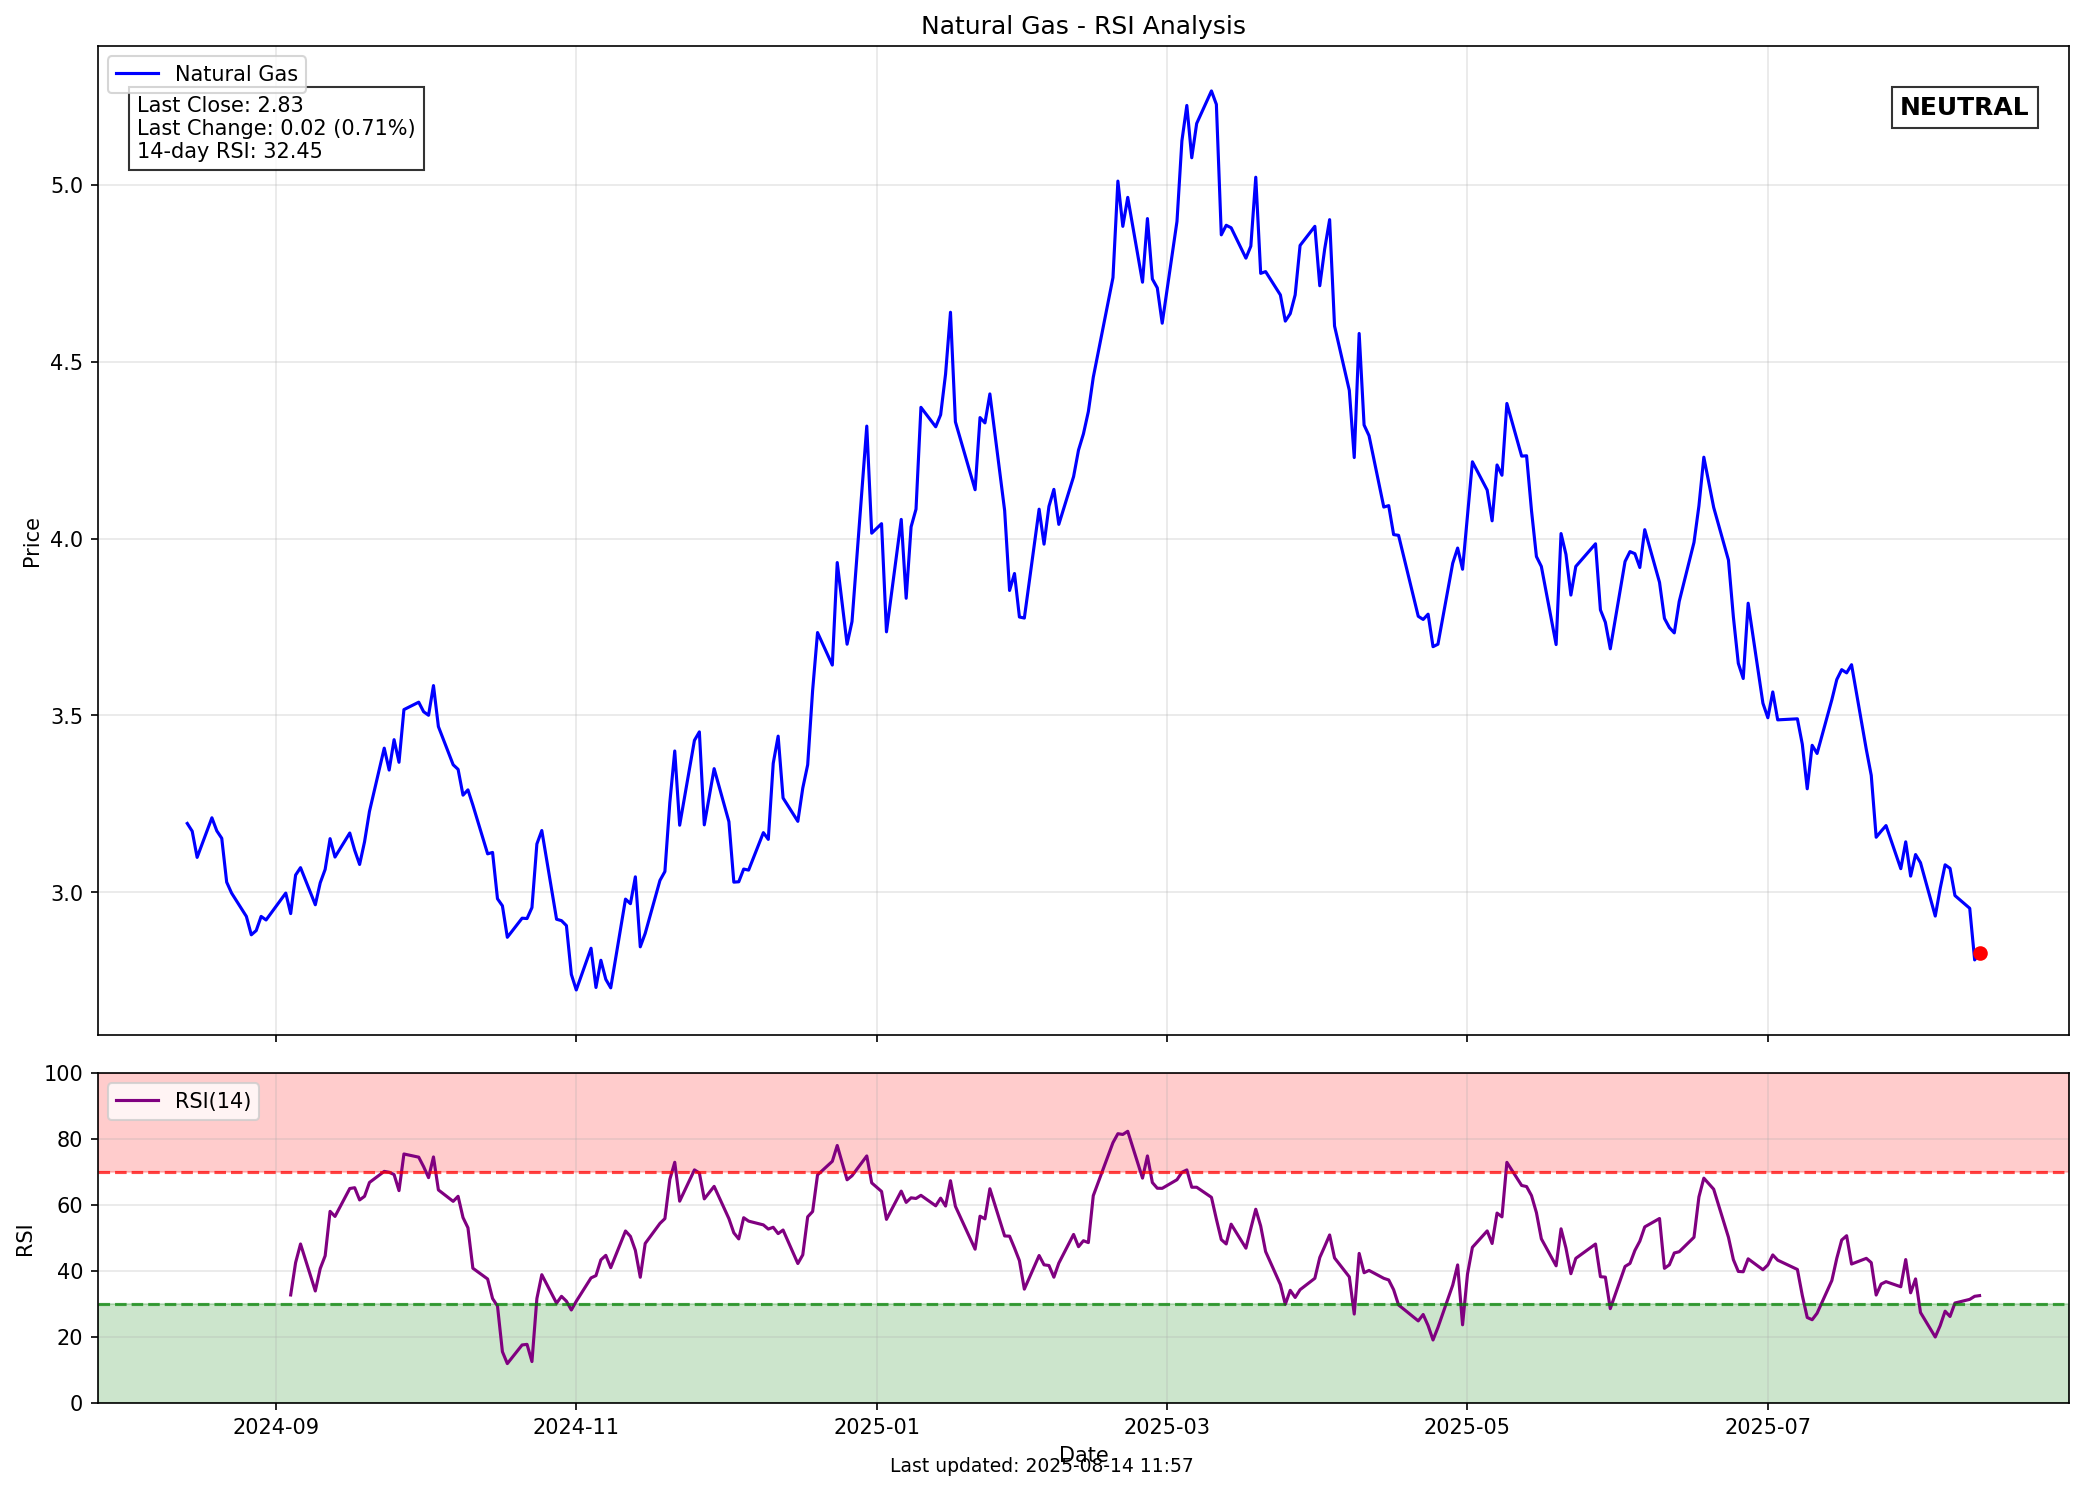 Natural Gas - RSI Analysis
Natural Gas
Last Close: 2.83
Last Change: 0.02 (0.71%)
14-day RSI: 32.45
NEUTRAL
Price
5.0
4.5
4.0
3.5
3.0
RSI(14)
RSI
100
80
60
40
20
0
2024-09
2024-11
2025-01
2025-03
2025-05
2025-07
Date
Last updated: 2025-08-14 11:57